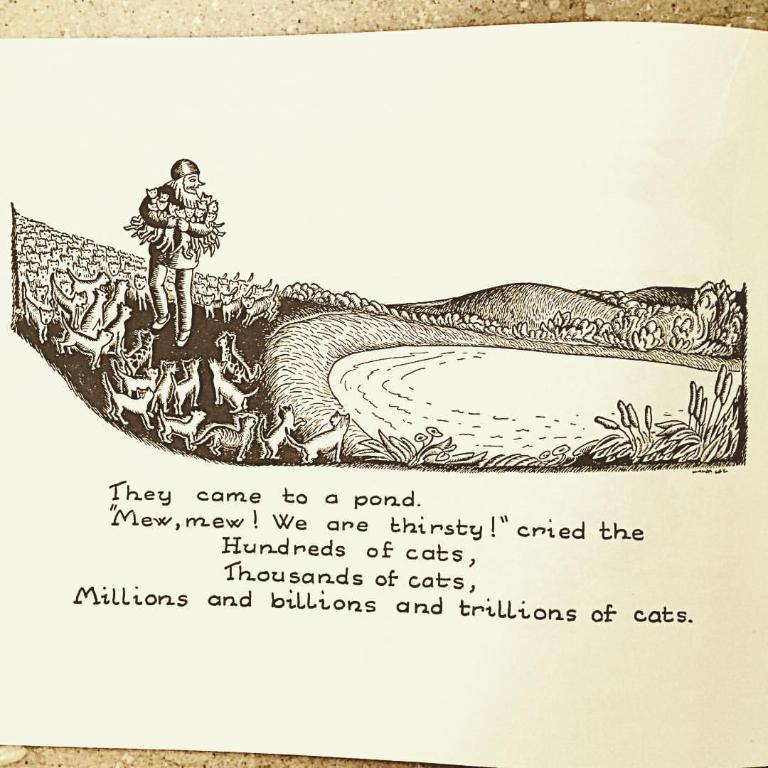 They came to a pond.
"Mew, mew! We are thirsty!" cried the
Hundreds of cats,
Thousands of cats,
Millions and billions and trillions of cats.